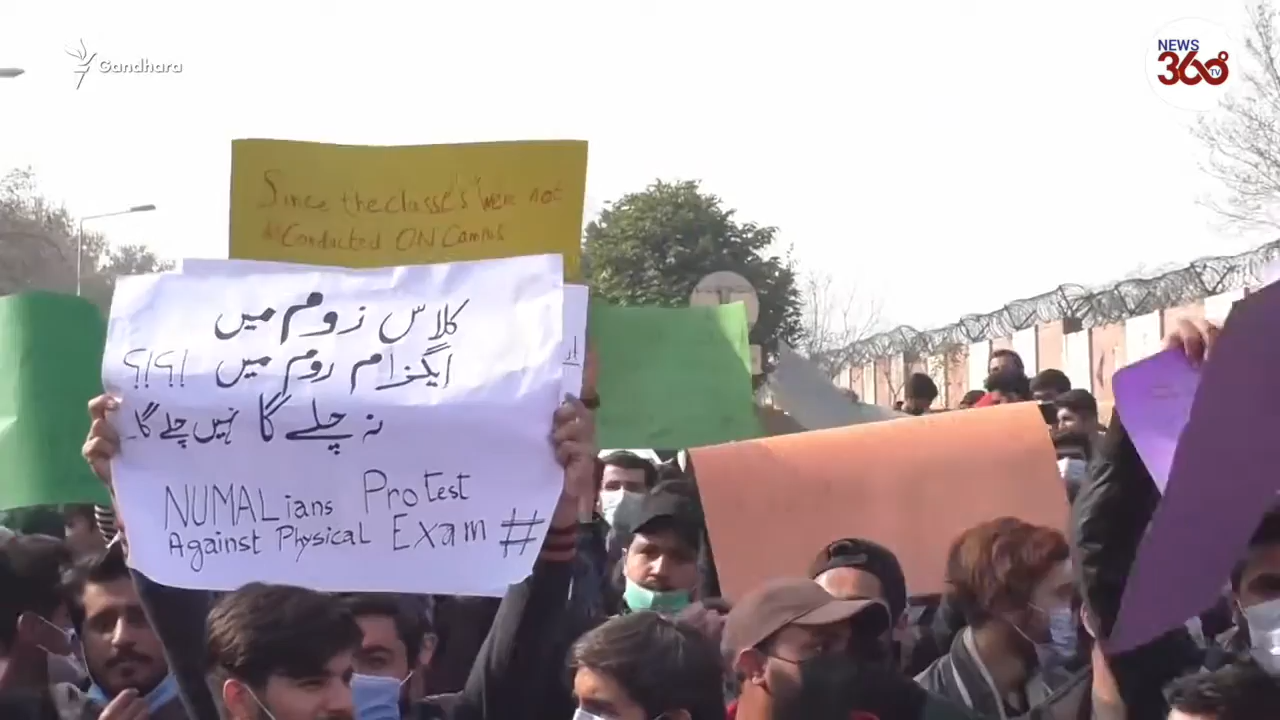 Gandhara
NEWS
360°
TV
Since the classe's were not
Conducted ON Campus
کلاس زوم میں
ایگزام روم میں !؟!؟!
نہ چلے گا نہیں چلے گا۔
NUMALians Protest
Against Physical Exam #